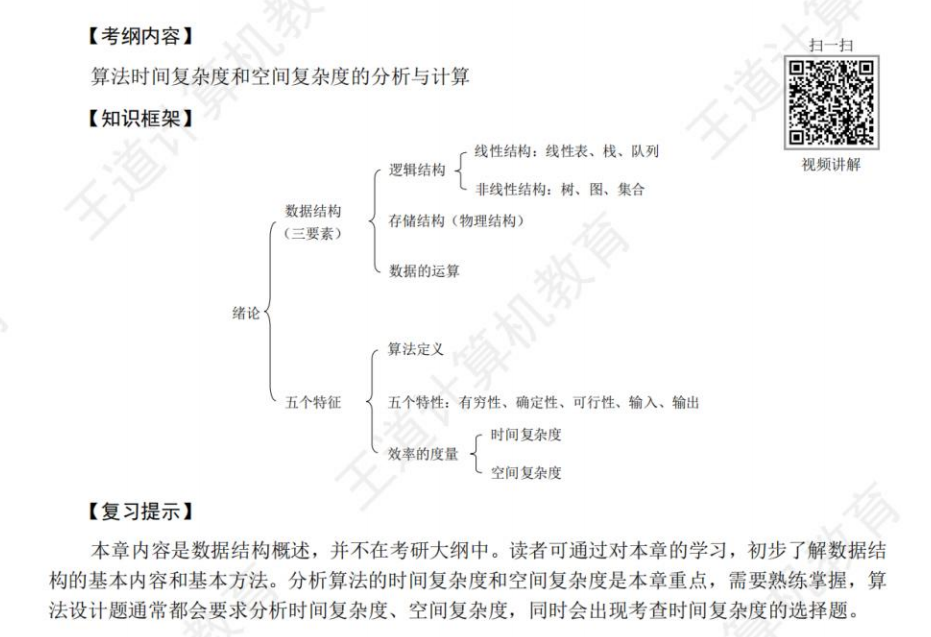 【考纲内容】
扫一扫
算法时间复杂度和空间复杂度的分析与计算
【知识框架】
视频讲解
线性结构：线性表、栈、队列
逻辑结构
非线性结构：树、图、集合
数据结构
（三要素）
存储结构（物理结构）
数据的运算
绪论
算法定义
五个特征
五个特性：有穷性、确定性、可行性、输入、输出
时间复杂度
效率的度量
空间复杂度
【复习提示】
本章内容是数据结构概述，并不在考研大纲中。读者可通过对本章的学习，初步了解数据结
构的基本内容和基本方法。分析算法的时间复杂度和空间复杂度是本章重点，需要熟练掌握，算
法设计题通常都会要求分析时间复杂度、空间复杂度，同时会出现考查时间复杂度的选择题。
王道计算机教育